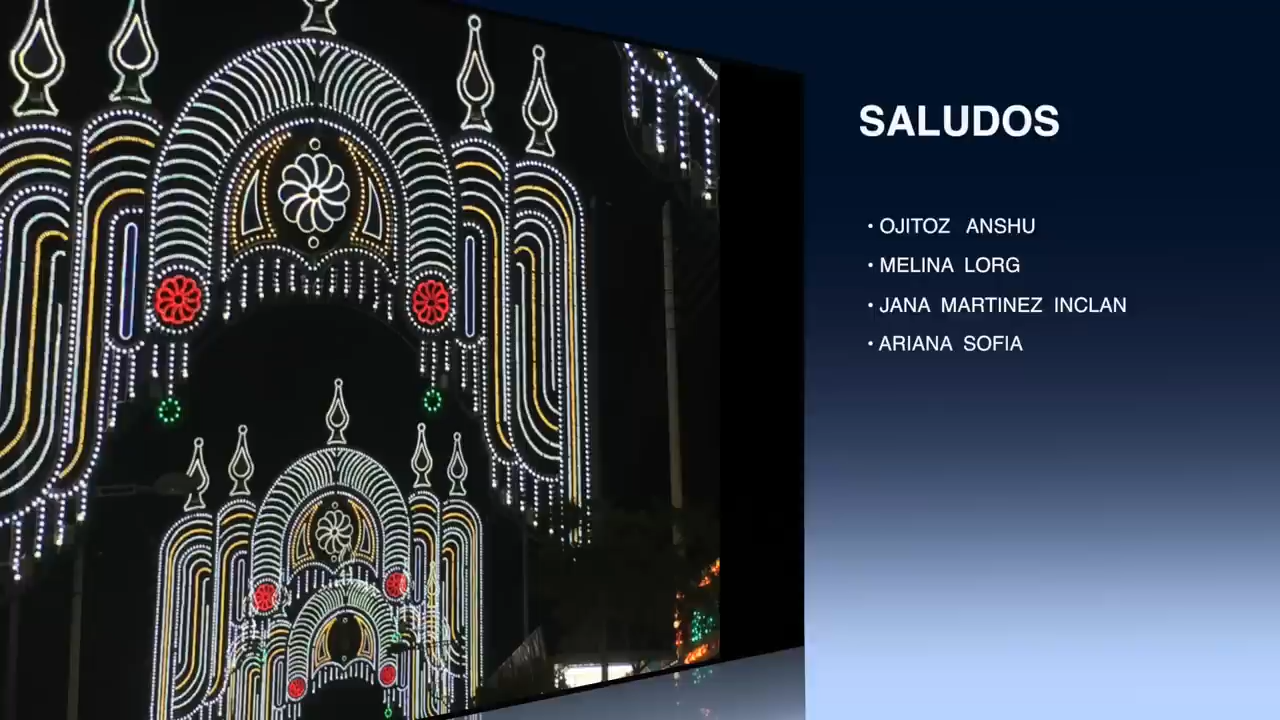 SALUDOS
• OJITOZ ANSHU
• MELINA LORG
• JANA MARTINEZ INCLAN
• ARIANA SOFIA